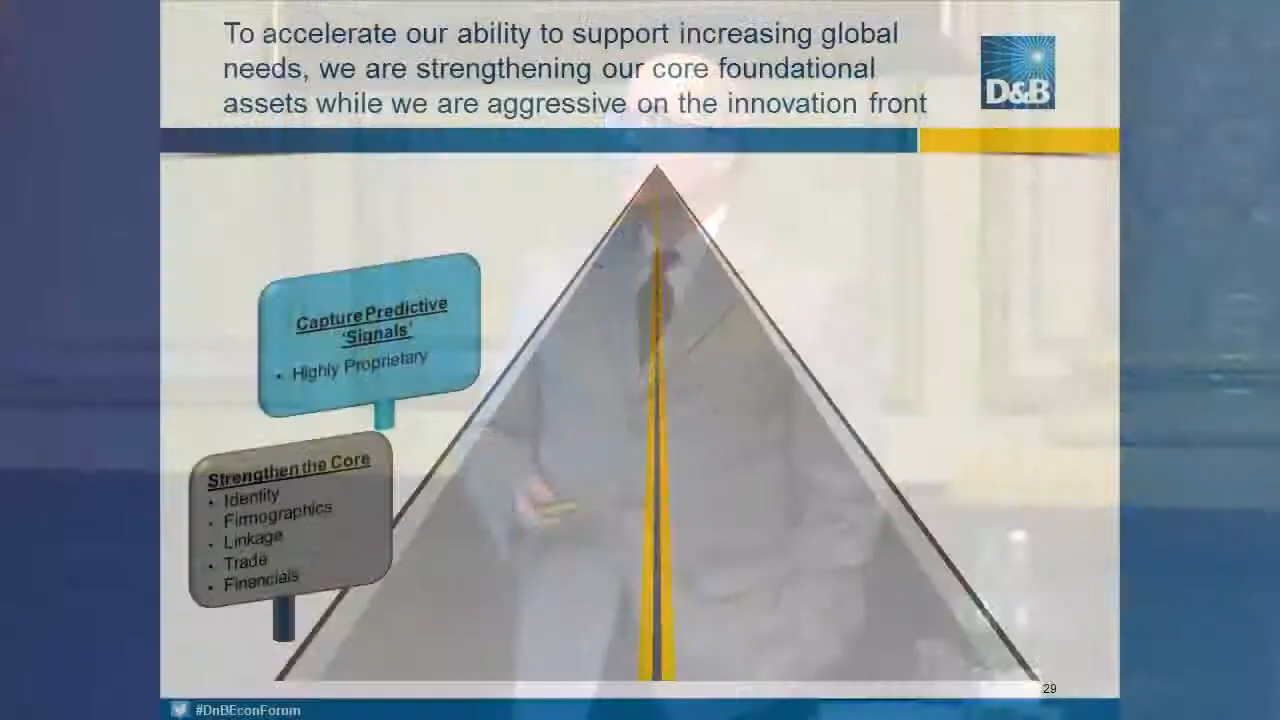 To accelerate our ability to support increasing global
needs, we are strengthening our core foundational
assets while we are aggressive on the innovation front
D&B
Capture Predictive
'Signals'
• Highly Proprietary
Strengthen the Core
• Identity
• Firmographics
• Linkage
• Trade
• Financials
29
#DnBEconForum